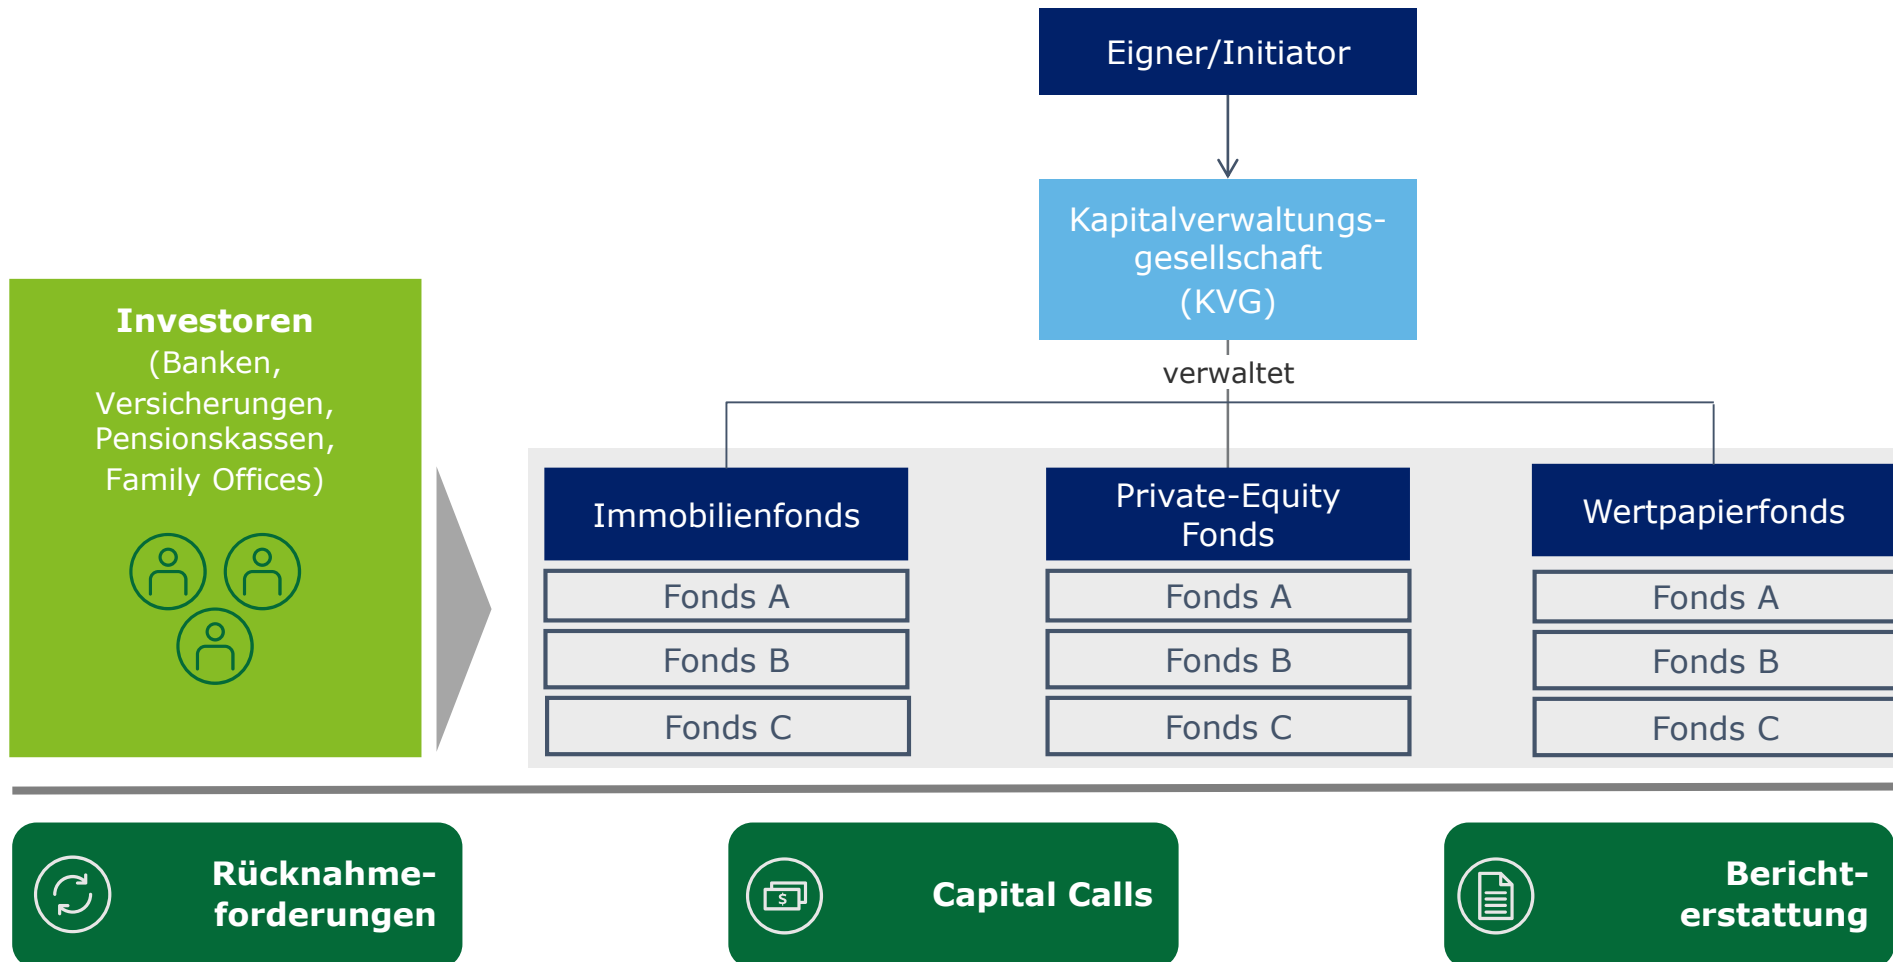 Eigner/Initiator
Kapitalverwaltungs-
gesellschaft
(KVG)
verwaltet
Investoren
(Banken,
Versicherungen,
Pensionskassen,
Family Offices)
Immobilienfonds
Fonds A
Fonds B
Fonds C
Private-Equity
Fonds
Fonds A
Fonds B
Fonds C
Wertpapierfonds
Fonds A
Fonds B
Fonds C
Rücknahme-
forderungen
$
Capital Calls
Bericht-
erstattung